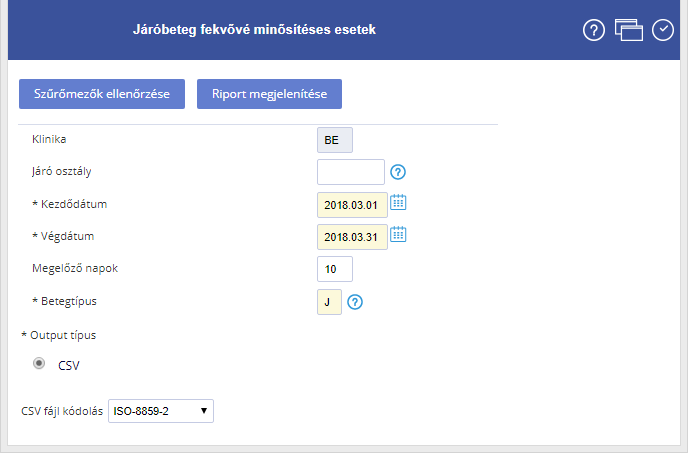 Járóbeteg fekvővé minősítéses esetek
Szűrőmezők ellenőrzése Riport megjelenítése
Klinika BE
Járó osztály
* Kezdődátum 2018.03.01
* Végdátum 2018.03.31
Megelőző napok 10
* Betegtípus J
* Output típus
CSV
CSV fájl kódolás ISO-8859-2